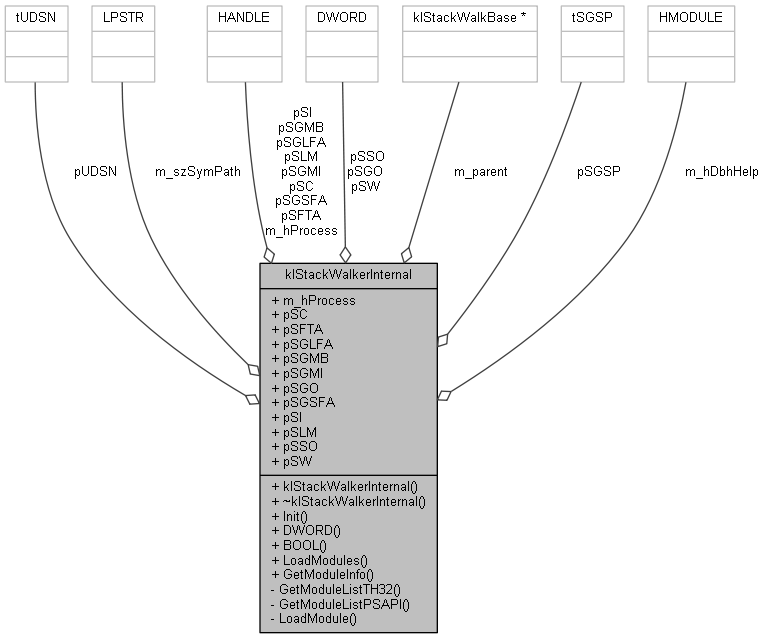 tUDSN
LPSTR
HANDLE
DWORD
klStackWalkBase *
tSGSP
HMODULE
pUDSN
m_szSymPath
pSI
pSGMB
pSGLFA
pSLM
pSGMI
pSC
pSGSFA
pSFTA
m_hProcess
pSSO
pSGO
pSW
m_parent
pSGSP
m_hDbhHelp
klStackWalkerInternal
+ m_hProcess
+ pSC
+ pSFTA
+ pSGLFA
+ pSGMB
+ pSGMI
+ pSGO
+ pSGSFA
+ pSI
+ pSLM
+ pSSO
+ pSW
+ klStackWalkerInternal()
+ ~klStackWalkerInternal()
+ Init()
+ DWORD()
+ BOOL()
+ LoadModules()
+ GetModuleInfo()
- GetModuleListTH32()
- GetModuleListPSAPI()
- LoadModule()